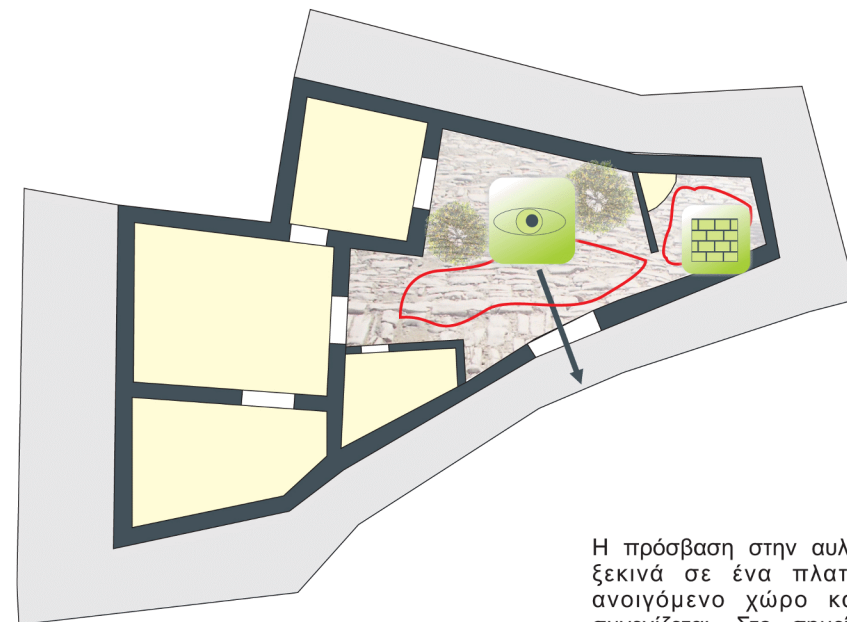 Η πρόσβαση στην αυλ
ξεκινά σε ένα πλατ
ανοιγόμενο χώρο κα